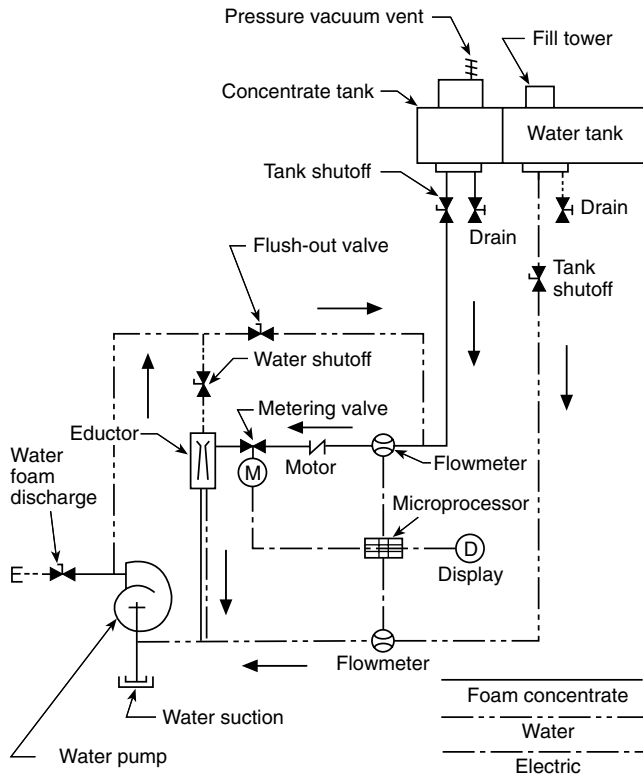 Pressure vacuum vent
Fill tower
Concentrate tank
Water tank
Tank shutoff
Drain
Drain
Flush-out valve
Tank
shutoff
Water shutoff
Metering valve
Eductor
Motor
Flowmeter
Water
foam
discharge
M
Microprocessor
E
D
Display
Flowmeter
Water suction
Water pump
Foam concentrate
Water
Electric